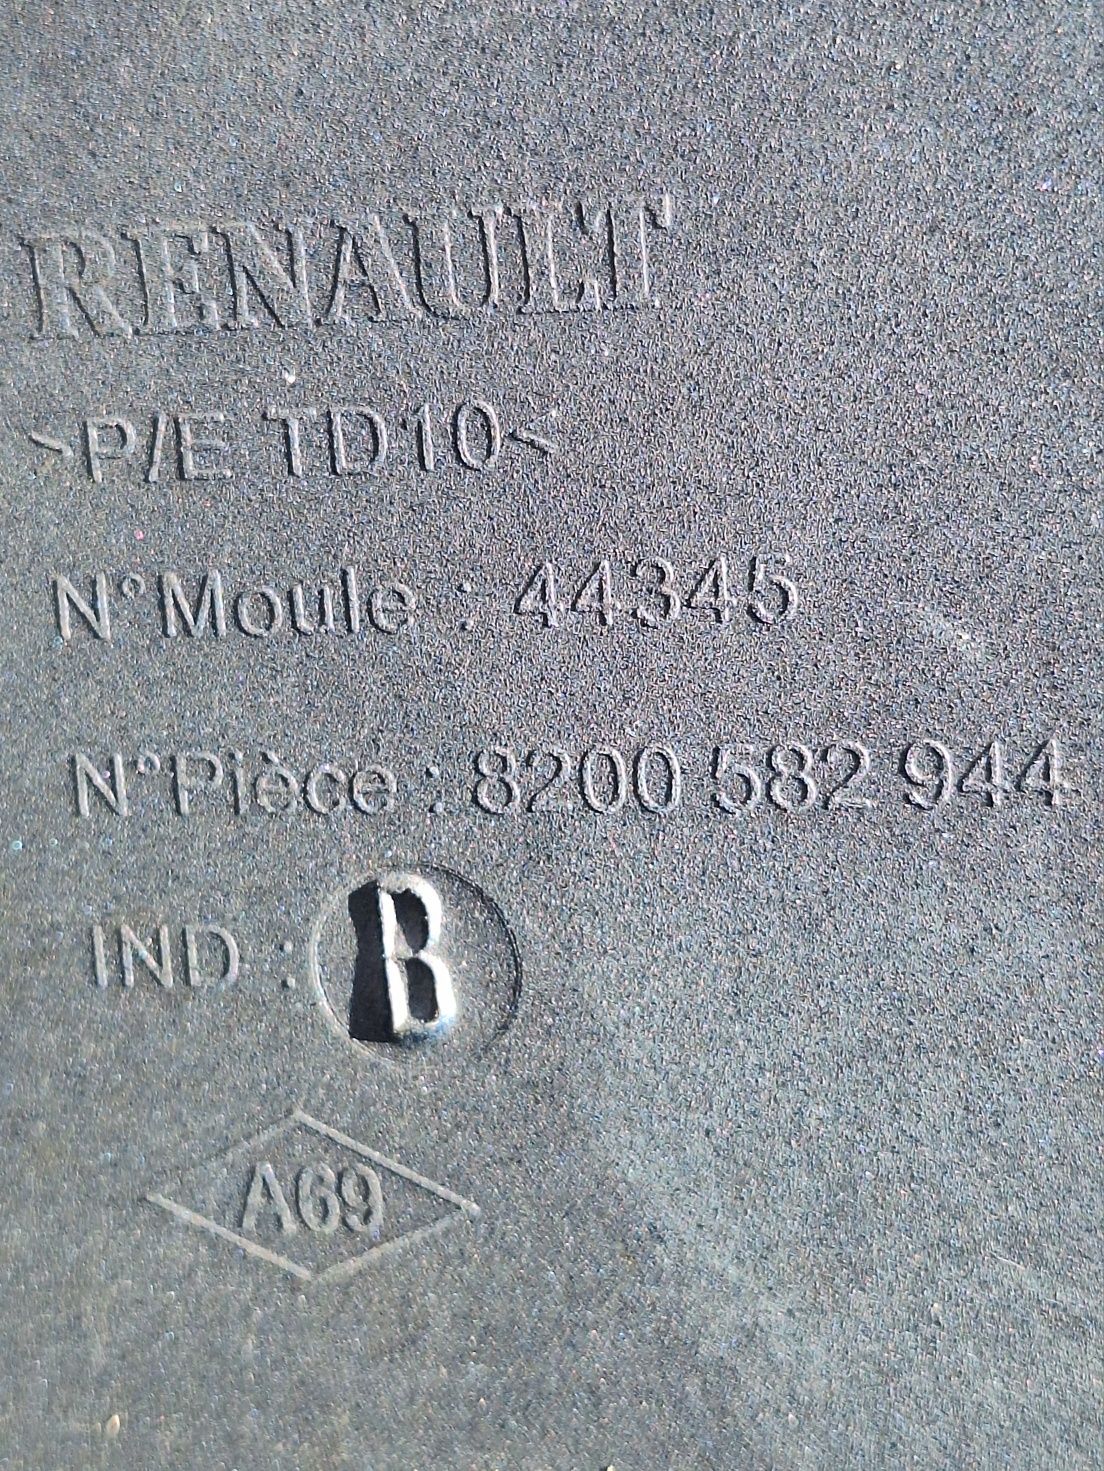 RENAULT
>P/E TD10<
N°Moule : 44345
N°Pièce : 8200 582 944
IND : B
A69